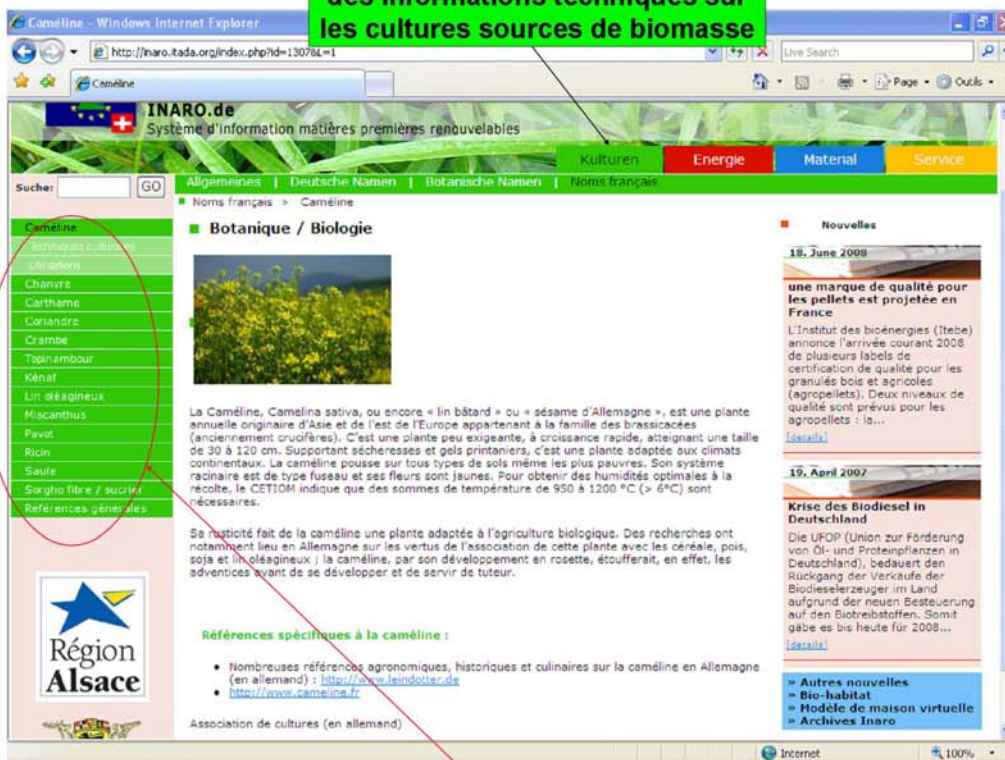 des informations techniques sur
les cultures sources de biomasse
Caméline - Windows Internet Explorer
http://inaro.itada.org/index.php?id=1307&L=1
Live Search
Caméline
Page
Outils
INARO.de
Système d'information matières premières renouvelables
Kulturen
Energie
Material
Service
Suche:
GO
Allgemeines | Deutsche Namen | Botanische Namen | Noms français
Noms français > Caméline
Caméline
Techniques culturales
Utilisations
Chanvre
Carthame
Coriandre
Crambe
Topinambour
Kénaf
Lin oléagineux
Miscanthus
Pavot
Ricin
Saule
Sorgho fibre / sucrier
Références générales
Région
Alsace
Botanique / Biologie
La Caméline, Camelina sativa, ou encore « lin bâtard » ou « sésame d'Allemagne », est une plante
annuelle originaire d'Asie et de l'est de l'Europe appartenant à la famille des brassicacées
(anciennement crucifères). C'est une plante peu exigeante, à croissance rapide, atteignant une taille
de 30 à 120 cm. Supportant sécheresses et gels printaniers, c'est une plante adaptée aux climats
continentaux. La caméline pousse sur tous types de sols même les plus pauvres. Son système
racinaire est de type fuseau et ses fleurs sont jaunes. Pour obtenir des humidités optimales à la
récolte, le CETIOM indique que des sommes de température de 950 à 1200 °C (> 6°C) sont
nécessaires.
Sa rusticité fait de la caméline une plante adaptée à l'agriculture biologique. Des recherches ont
notamment lieu en Allemagne sur les vertus de l'association de cette plante avec les céréale, pois,
soja et lin oléagineux ; la caméline, par son développement en rosette, étoufferait, en effet, les
adventices avant de se développer et de servir de tuteur.
Références spécifiques à la caméline :
Nombreuses références agronomiques, historiques et culinaires sur la caméline en Allemagne
(en allemand) : http://www.leindotter.de
http://www.cameline.fr
Association de cultures (en allemand)
Nouvelles
18. June 2008
une marque de qualité pour
les pellets est projetée en
France
L'Institut des bioénergies (Itebe)
annonce l'arrivée courant 2008
de plusieurs labels de
certification de qualité pour les
granulés bois et agricoles
(agropellets). Deux niveaux de
qualité sont prévus pour les
agropellets : la...
[details]
19. April 2007
Krise des Biodiesel in
Deutschland
Die UFOP (Union zur Förderung
von Öl- und Proteinpflanzen in
Deutschland), bedauert den
Rückgang der Verkaufe der
Biodieselerzeuger im Land
aufgrund der neuen Besteuerung
auf den Biotreibstoffen. Somit
gäbe es bis heute für 2008...
[details]
» Autres nouvelles
» Bio-habitat
» Modèle de maison virtuelle
» Archives Inaro
Internet
100%